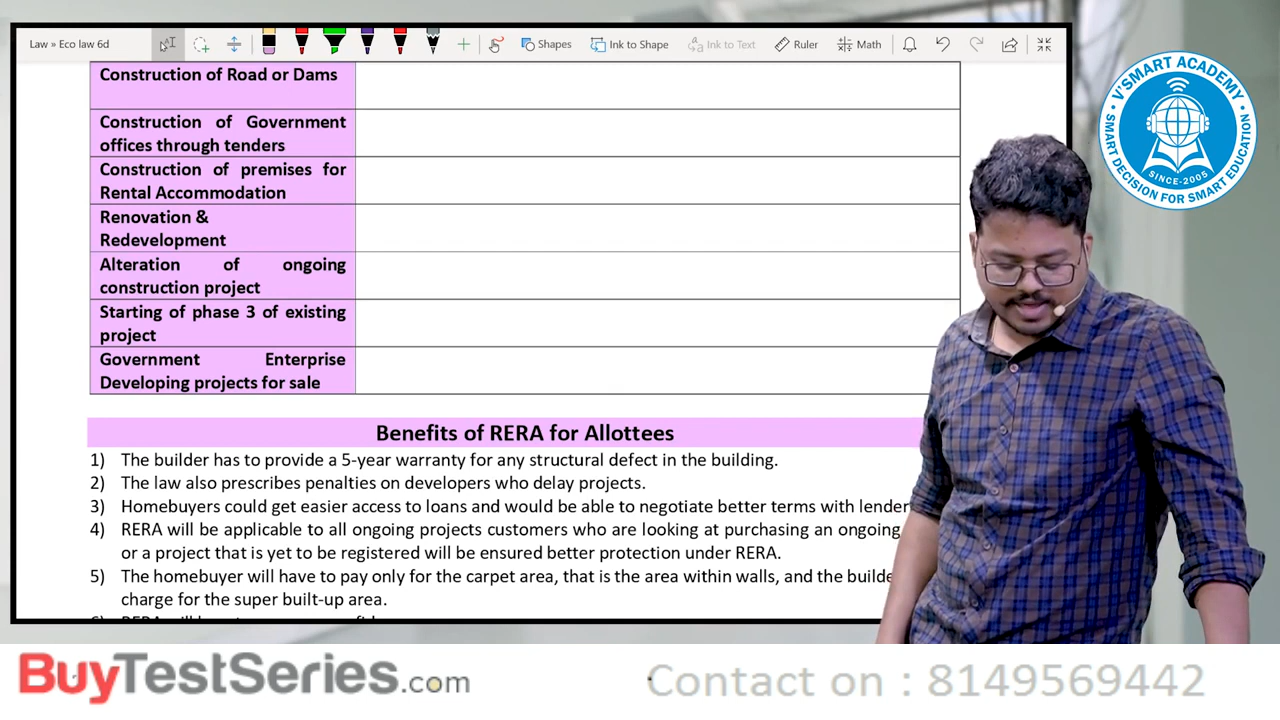 Law » Eco law 6d
Shapes
Ink to Shape
Ink to Text
Ruler
Math
Construction of Road or Dams
Construction of Government
offices through tenders
Construction of premises for
Rental Accommodation
Renovation &
Redevelopment
Alteration of ongoing
construction project
Starting of phase 3 of existing
project
Government Enterprise
Developing projects for sale
Benefits of RERA for Allottees
1) The builder has to provide a 5-year warranty for any structural defect in the building.
2) The law also prescribes penalties on developers who delay projects.
3) Homebuyers could get easier access to loans and would be able to negotiate better terms with lender
4) RERA will be applicable to all ongoing projects customers who are looking at purchasing an ongoing
or a project that is yet to be registered will be ensured better protection under RERA.
5) The homebuyer will have to pay only for the carpet area, that is the area within walls, and the builde
charge for the super built-up area.
V'SMART ACADEMY
SMART DECISION FOR SMART EDUCATION
SINCE-2005
BuyTestSeries.com
Contact on : 8149569442